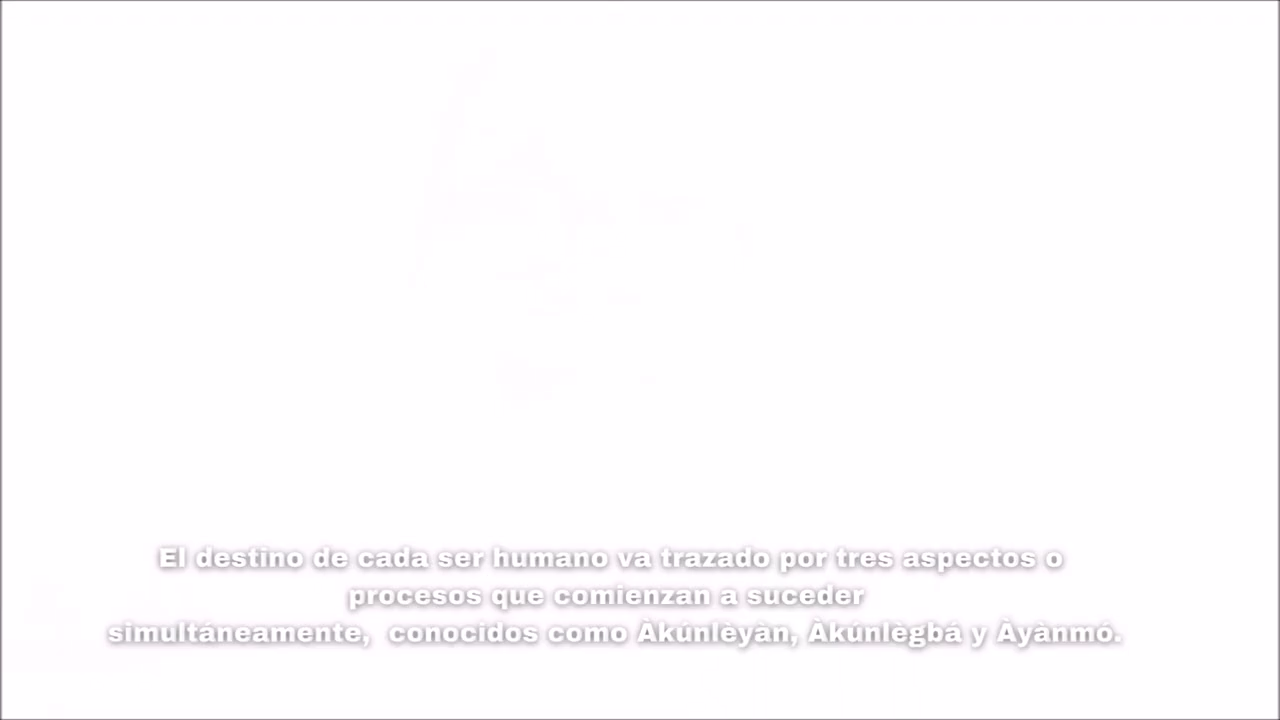 El destino de cada ser humano va trazado por tres aspectos o
procesos que comienzan a suceder
simultáneamente,  conocidos como Àkúnlèyàn, Àkúnlègbá y Àyànmó.